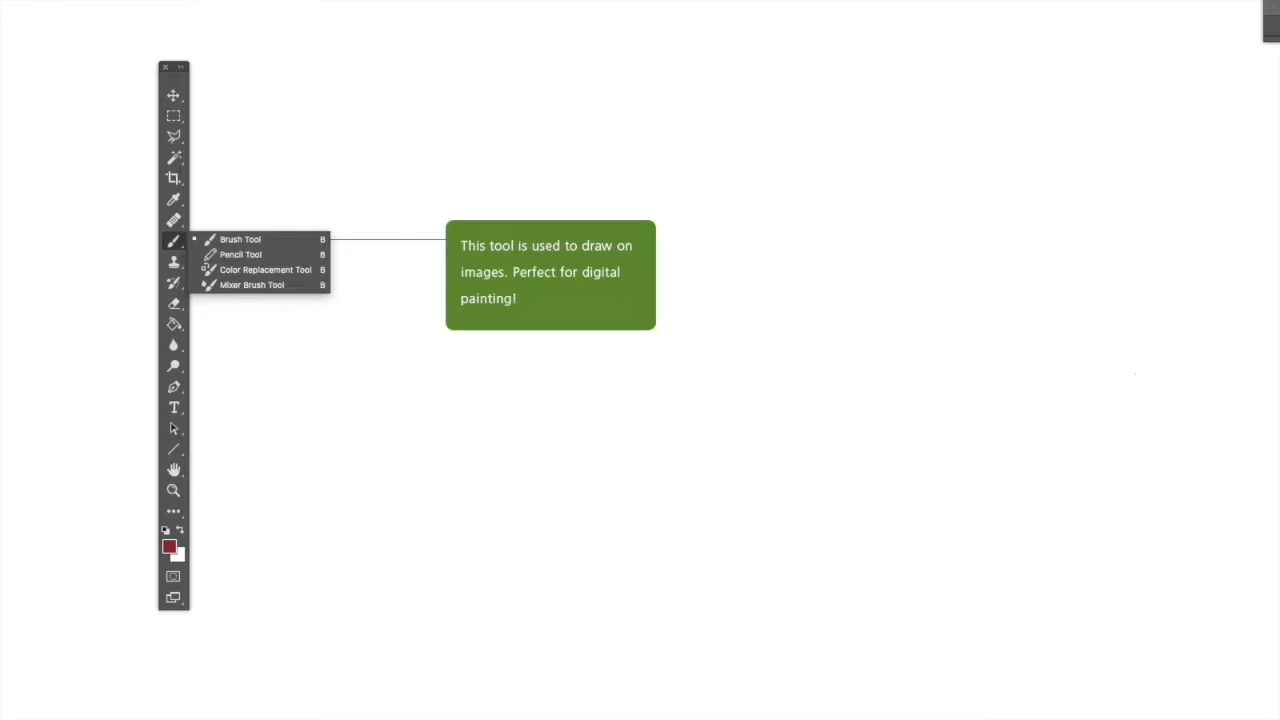 Brush Tool B
Pencil Tool B
Color Replacement Tool B
Mixer Brush Tool B
This tool is used to draw on
images. Perfect for digital
painting!